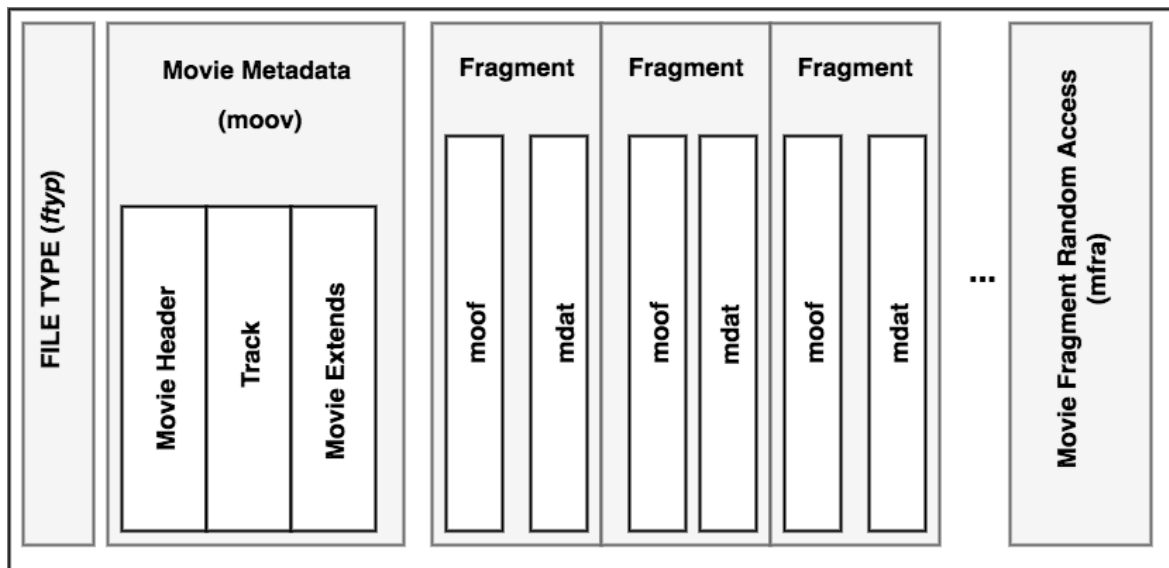 FILE TYPE (ftyp)
Movie Metadata
(moov)
Movie Header
Track
Movie Extends
Fragment
moof
mdat
Fragment
moof
mdat
Fragment
moof
mdat
...
Movie Fragment Random Access
(mfra)